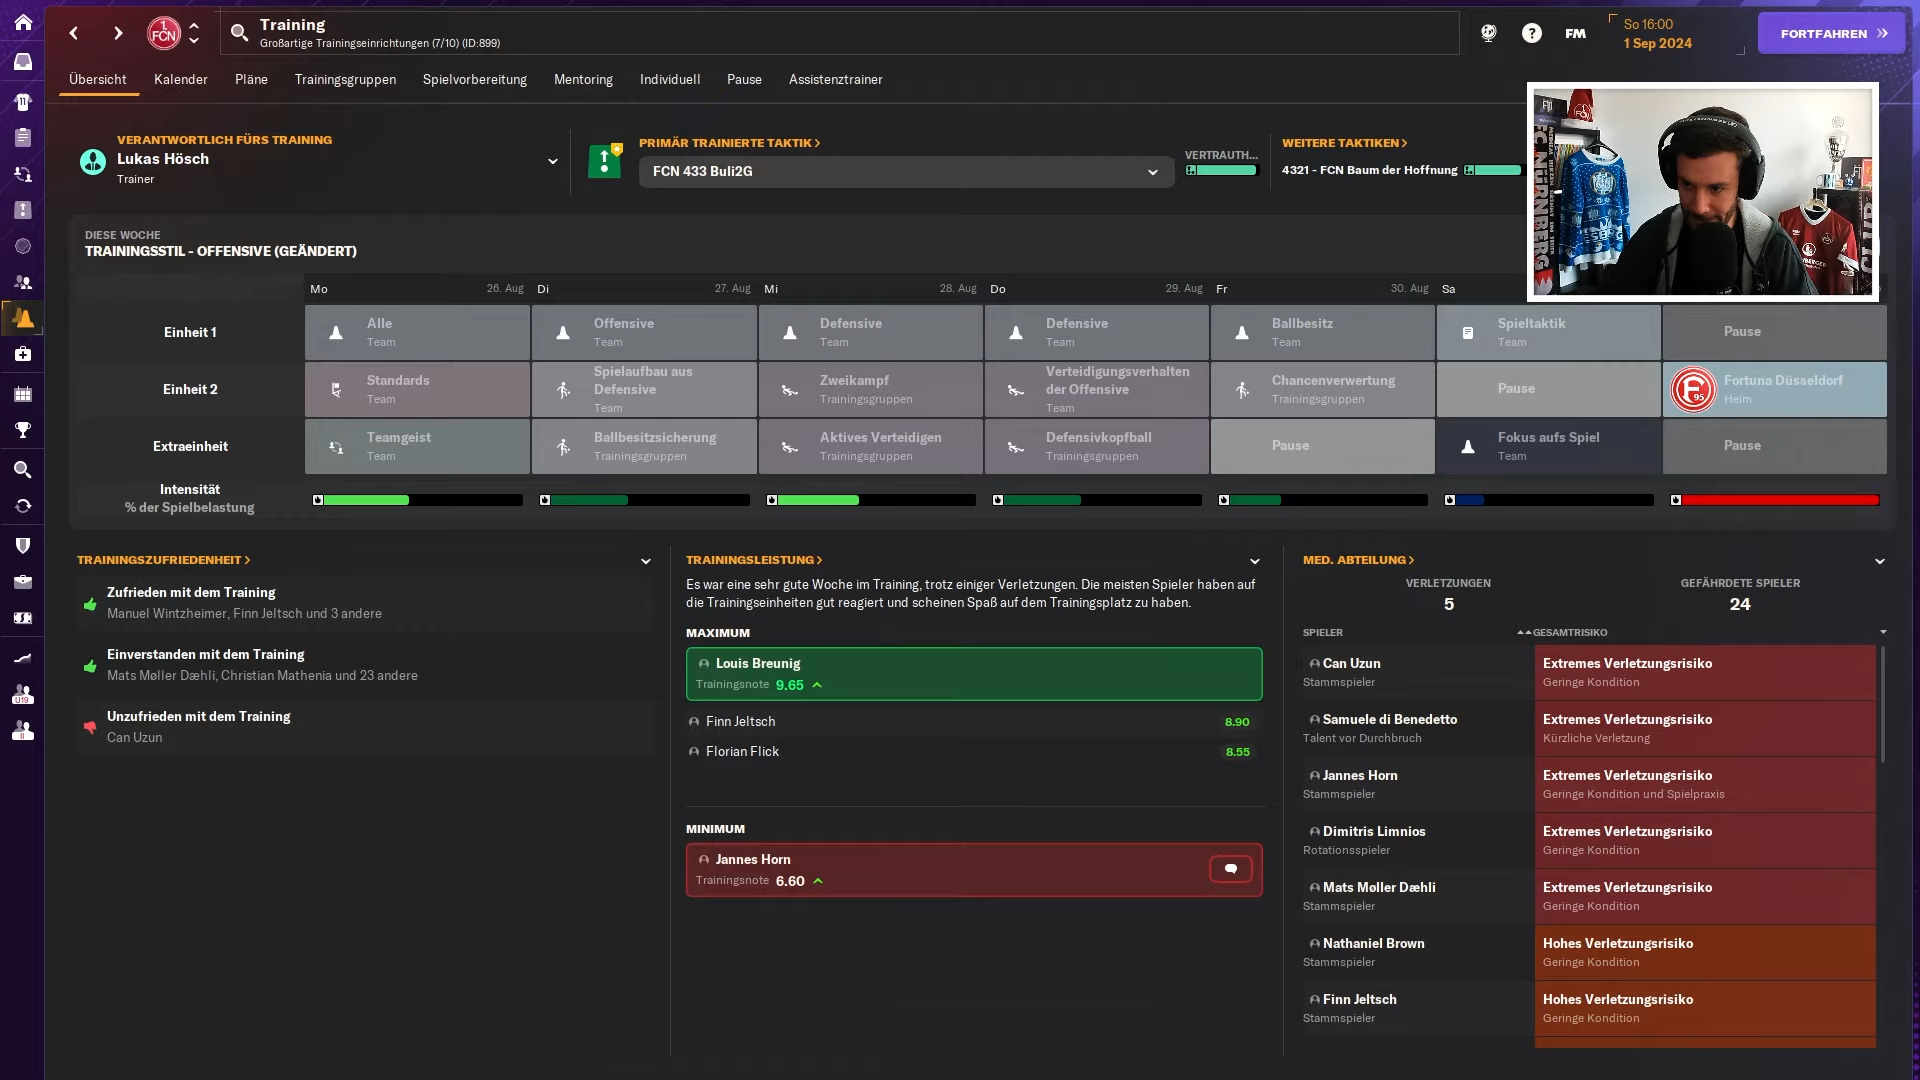 Training
Großartige Trainingseinrichtungen (7/10) (ID:899)
FM
So 16:00
1 Sep 2024
FORTFAHREN
Übersicht
Kalender
Pläne
Trainingsgruppen
Spielvorbereitung
Mentoring
Individuell
Pause
Assistenztrainer
VERANTWORTLICH FÜRS TRAINING
Lukas Hösch
Trainer
PRIMÄR TRAINIERTE TAKTIK
FCN 433 Buli2G
VERTRAUTH...
WEITERE TAKTIKEN
4321 - FCN Baum der Hoffnung
DIESE WOCHE
TRAININGSSTIL - OFFENSIVE (GEÄNDERT)
Mo 26. Aug Di 27. Aug Mi 28. Aug Do 29. Aug Fr 30. Aug Sa
Einheit 1
Alle
Team
Offensive
Team
Defensive
Team
Defensive
Team
Ballbesitz
Team
Spieltaktik
Team
Pause
Einheit 2
Standards
Team
Spielaufbau aus
Defensive
Team
Zweikampf
Trainingsgruppen
Verteidigungsverhalten
der Offensive
Team
Chancenverwertung
Trainingsgruppen
Pause
Fortuna Düsseldorf
Heim
Extraeinheit
Teamgeist
Team
Ballbesitzsicherung
Trainingsgruppen
Aktives Verteidigen
Trainingsgruppen
Defensivkopfball
Trainingsgruppen
Pause
Fokus aufs Spiel
Team
Pause
Intensität
% der Spielbelastung
TRAININGSZUFRIEDENHEIT
Zufrieden mit dem Training
Manuel Wintzheimer, Finn Jeltsch und 3 andere
Einverstanden mit dem Training
Mats Møller Dæhli, Christian Mathenia und 23 andere
Unzufrieden mit dem Training
Can Uzun
TRAININGSLEISTUNG
Es war eine sehr gute Woche im Training, trotz einiger Verletzungen. Die meisten Spieler haben auf
die Trainingseinheiten gut reagiert und scheinen Spaß auf dem Trainingsplatz zu haben.
MAXIMUM
Louis Breunig
Trainingsnote 9.65
Finn Jeltsch 8.90
Florian Flick 8.55
MINIMUM
Jannes Horn
Trainingsnote 6.60
MED. ABTEILUNG
VERLETZUNGEN
5
GEFÄHRDETE SPIELER
24
SPIELER
GESAMTRISIKO
Can Uzun
Stammspieler
Extremes Verletzungsrisiko
Geringe Kondition
Samuele di Benedetto
Talent vor Durchbruch
Extremes Verletzungsrisiko
Kürzliche Verletzung
Jannes Horn
Stammspieler
Extremes Verletzungsrisiko
Geringe Kondition und Spielpraxis
Dimitris Limnios
Rotationsspieler
Extremes Verletzungsrisiko
Geringe Kondition
Mats Møller Dæhli
Stammspieler
Extremes Verletzungsrisiko
Geringe Kondition
Nathaniel Brown
Stammspieler
Hohes Verletzungsrisiko
Geringe Kondition
Finn Jeltsch
Stammspieler
Hohes Verletzungsrisiko
Geringe Kondition